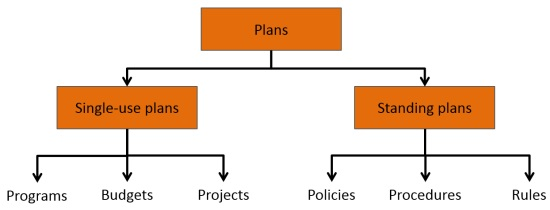 Plans
Single-use plans
Standing plans
Programs
Budgets
Projects
Policies
Procedures
Rules